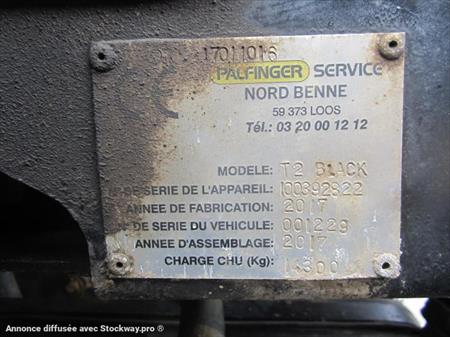 17011016
PALFINGER SERVICE
NORD BENNE
59 373 LOOS
Tél.: 03 20 00 12 12
MODELE: T2 BLACK
DE SERIE DE L'APPAREIL: 100392822
ANNEE DE FABRICATION: 2017
DE SERIE DU VEHICULE: 001229
ANNEE D'ASSEMBLAGE: 2017
CHARGE CHU (Kg):
Annonce diffusée avec Stockway.pro ®